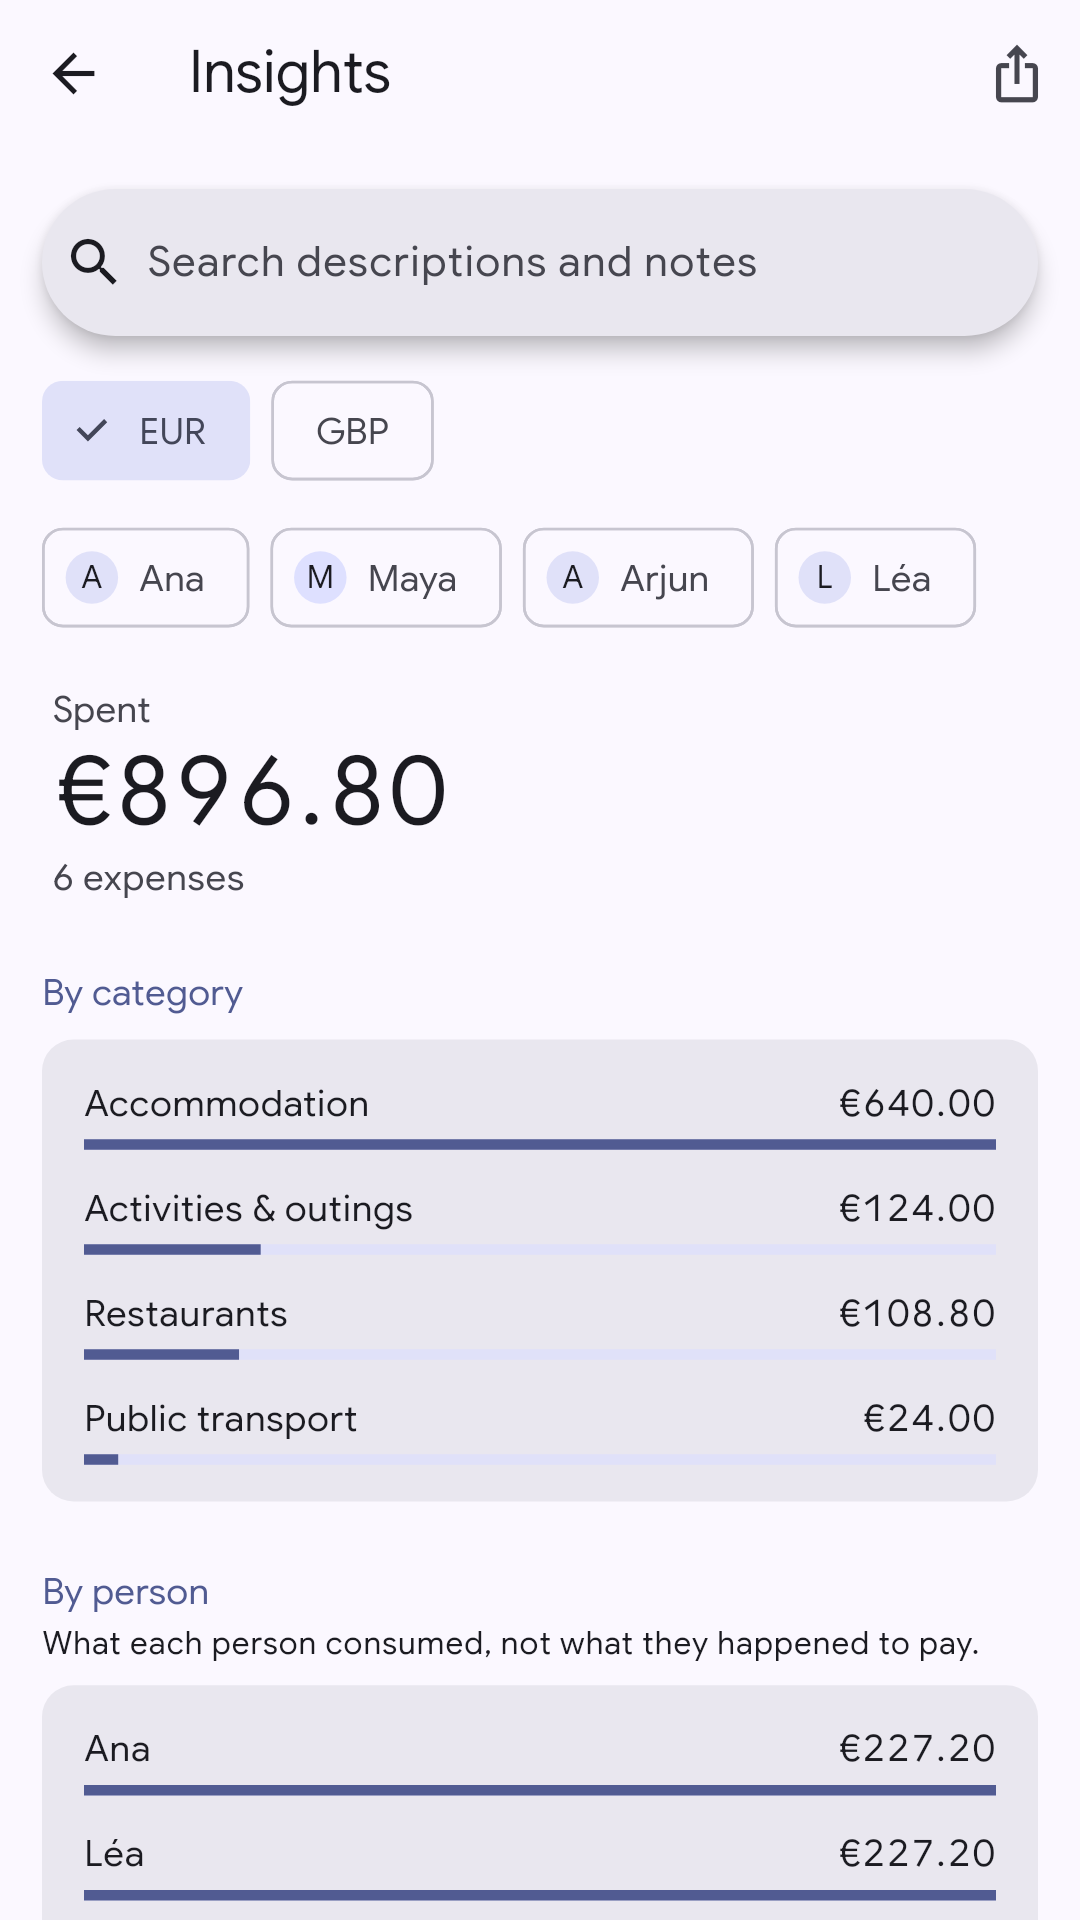 Insights
Search descriptions and notes
EUR GBP
A Ana M Maya A Arjun L Léa
Spent
€896.80
6 expenses
By category
Accommodation €640.00
Activities & outings €124.00
Restaurants €108.80
Public transport €24.00
By person
What each person consumed, not what they happened to pay.
Ana €227.20
Léa €227.20